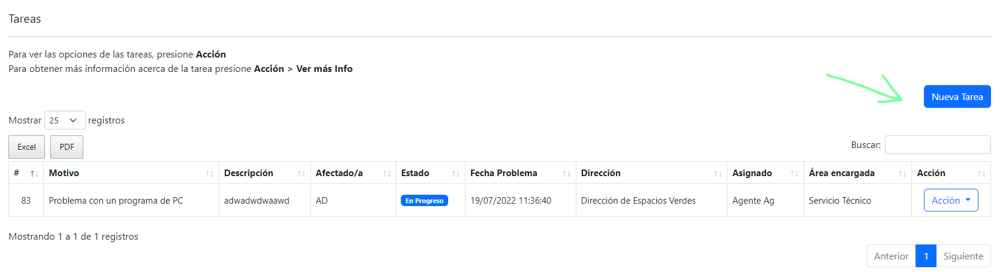 Tareas
Para ver las opciones de las tareas, presione Acción
Para obtener más información acerca de la tarea presione Acción > Ver más Info
Nueva Tarea
Mostrar 25 registros
Excel PDF Buscar:
# Motivo Descripción Afectado/a Estado Fecha Problema Dirección Asignado Área encargada Acción
83 Problema con un programa de PC adwadwdwaawd AD En Progreso 19/07/2022 11:36:40 Dirección de Espacios Verdes Agente Ag Servicio Técnico Acción
Mostrando 1 a 1 de 1 registros
Anterior 1 Siguiente